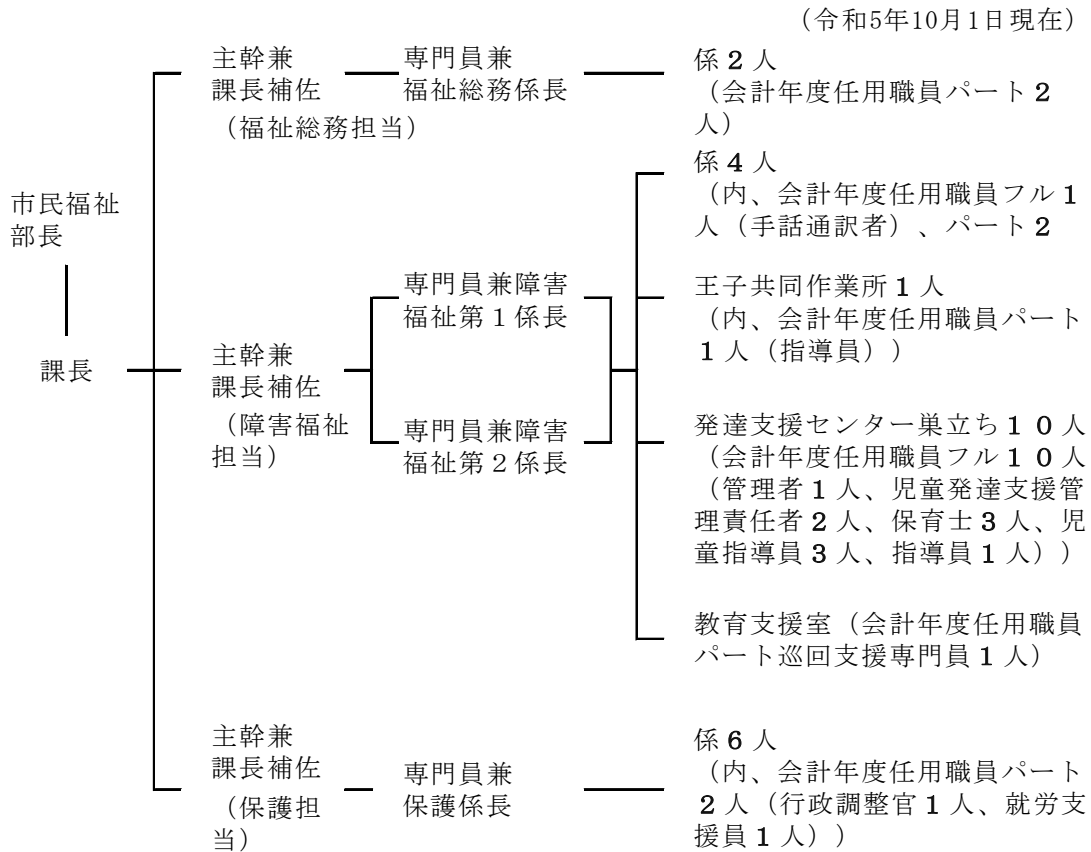 （令和5年10月1日現在）
市民福祉
部長
課長
主幹兼
課長補佐
（福祉総務担当）
専門員兼
福祉総務係長
係２人
（会計年度任用職員パート２
人）
主幹兼
課長補佐
（障害福祉
担当）
専門員兼障害
福祉第１係長
専門員兼障害
福祉第２係長
係４人
（内、会計年度任用職員フル１
人（手話通訳者）、パート２
王子共同作業所１人
（内、会計年度任用職員パート
１人（指導員））
発達支援センター巣立ち１０人
（会計年度任用職員フル１０人
（管理者１人、児童発達支援管
理責任者２人、保育士３人、児
童指導員３人、指導員１人））
教育支援室（会計年度任用職員
パート巡回支援専門員１人）
主幹兼
課長補佐
（保護担
当）
専門員兼
保護係長
係６人
（内、会計年度任用職員パート
２人（行政調整官１人、就労支
援員１人））